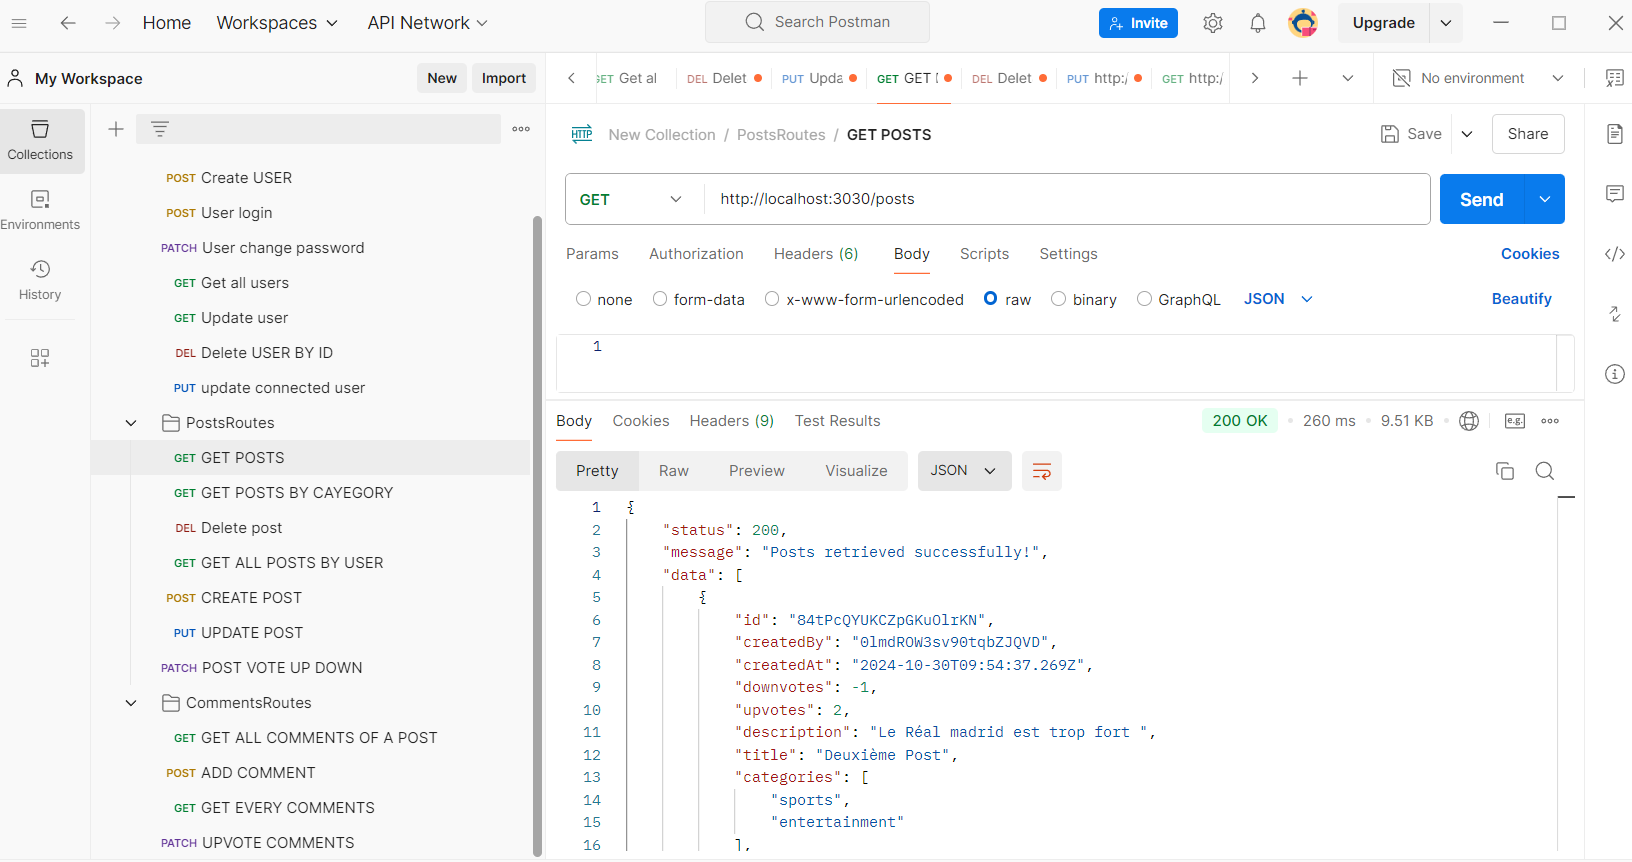 Home Workspaces API Network Search Postman Invite Upgrade
My Workspace New Import
GET Get al DEL Delet PUT Upda GET GET DEL Delet PUT http:/ GET http:/ No environment
Collections
Environments
History
POST Create USER
POST User login
PATCH User change password
GET Get all users
GET Update user
DEL Delete USER BY ID
PUT update connected user
PostsRoutes
GET GET POSTS
GET GET POSTS BY CAYEGORY
DEL Delete post
GET GET ALL POSTS BY USER
POST CREATE POST
PUT UPDATE POST
PATCH POST VOTE UP DOWN
CommentsRoutes
GET GET ALL COMMENTS OF A POST
POST ADD COMMENT
GET GET EVERY COMMENTS
PATCH UPVOTE COMMENTS
HTTP New Collection / PostsRoutes / GET POSTS Save Share
GET http://localhost:3030/posts Send
Params Authorization Headers (6) Body Scripts Settings Cookies
none form-data x-www-form-urlencoded raw binary GraphQL JSON Beautify
1
Body Cookies Headers (9) Test Results 200 OK 260 ms 9.51 KB e.g.
Pretty Raw Preview Visualize JSON
1 {
2 "status": 200,
3 "message": "Posts retrieved successfully!",
4 "data": [
5 {
6 "id": "84tPcQYUKCZpGKuOlrKN",
7 "createdBy": "0lmdROW3sv90tqbZJQVD",
8 "createdAt": "2024-10-30T09:54:37.269Z",
9 "downvotes": -1,
10 "upvotes": 2,
11 "description": "Le Réal madrid est trop fort ",
12 "title": "Deuxième Post",
13 "categories": [
14 "sports",
15 "entertainment"
16 ],